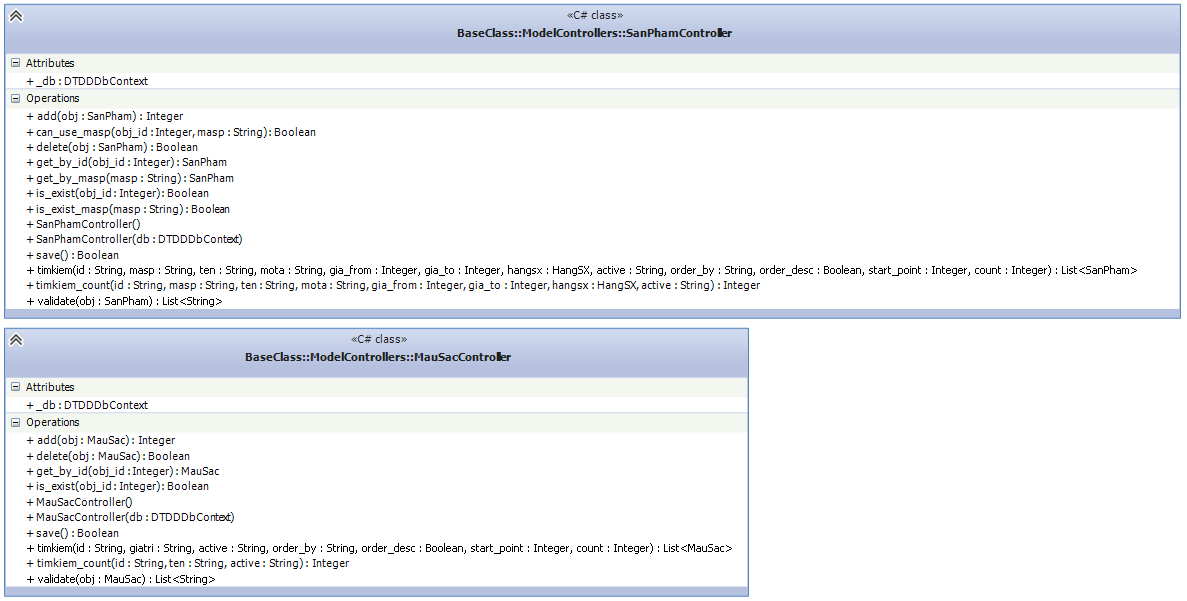 «C# class»
BaseClass::ModelControllers::SanPhamController
Attributes
+ _db : DTDDDbContext
Operations
+ add(obj : SanPham) : Integer
+ can_use_masp(obj_id : Integer, masp : String) : Boolean
+ delete(obj : SanPham) : Boolean
+ get_by_id(obj_id : Integer) : SanPham
+ get_by_masp(masp : String) : SanPham
+ is_exist(obj_id : Integer) : Boolean
+ is_exist_masp(masp : String) : Boolean
+ SanPhamController()
+ SanPhamController(db : DTDDDbContext)
+ save() : Boolean
+ timkiem(id : String, masp : String, ten : String, mota : String, gia_from : Integer, gia_to : Integer, hangsx : HangSX, active : String, order_by : String, order_desc : Boolean, start_point : Integer, count : Integer) : List<SanPham>
+ timkiem_count(id : String, masp : String, ten : String, mota : String, gia_from : Integer, gia_to : Integer, hangsx : HangSX, active : String) : Integer
+ validate(obj : SanPham) : List<String>
«C# class»
BaseClass::ModelControllers::MauSacController
Attributes
+ _db : DTDDDbContext
Operations
+ add(obj : MauSac) : Integer
+ delete(obj : MauSac) : Boolean
+ get_by_id(obj_id : Integer) : MauSac
+ is_exist(obj_id : Integer) : Boolean
+ MauSacController()
+ MauSacController(db : DTDDDbContext)
+ save() : Boolean
+ timkiem(id : String, giatri : String, active : String, order_by : String, order_desc : Boolean, start_point : Integer, count : Integer) : List<MauSac>
+ timkiem_count(id : String, ten : String, active : String) : Integer
+ validate(obj : MauSac) : List<String>